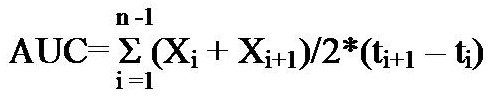 n -1
AUC= Σ (Xi + Xi+1)/2*(ti+1 – ti)
i =1